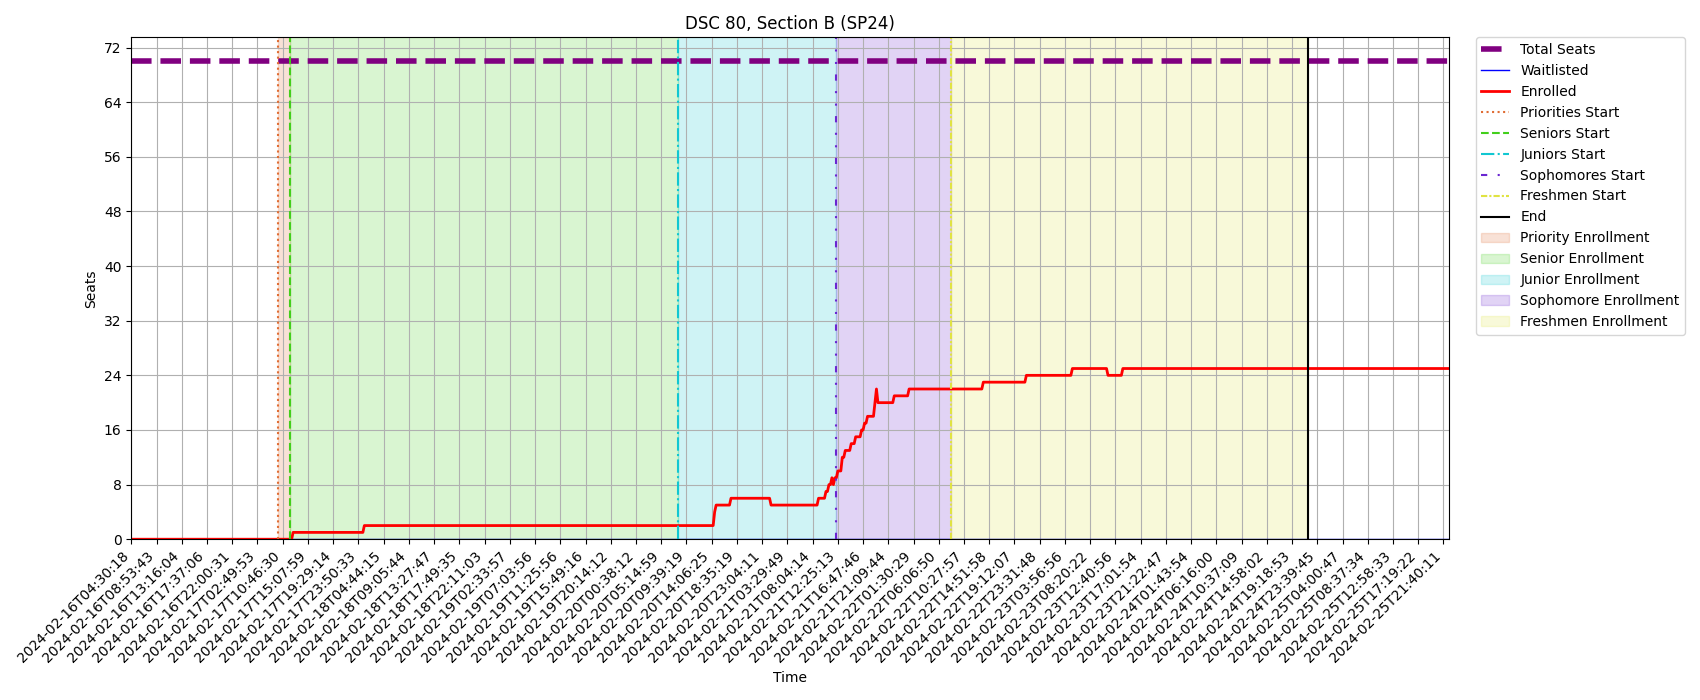 DSC 80, Section B (SP24)
72
64
56
48
40
32
24
16
8
0
Seats
2024-02-16T04:30:18
2024-02-16T08:53:43
2024-02-16T13:16:04
2024-02-16T17:37:06
2024-02-16T22:00:31
2024-02-17T02:49:53
2024-02-17T10:46:30
2024-02-17T15:07:59
2024-02-17T19:29:14
2024-02-17T23:50:33
2024-02-18T04:44:15
2024-02-18T09:05:44
2024-02-18T13:27:47
2024-02-18T17:49:35
2024-02-18T22:11:03
2024-02-19T02:33:57
2024-02-19T07:03:56
2024-02-19T11:25:56
2024-02-19T15:49:16
2024-02-19T20:14:12
2024-02-20T00:38:12
2024-02-20T05:14:59
2024-02-20T09:39:19
2024-02-20T14:06:25
2024-02-20T18:35:19
2024-02-20T23:04:11
2024-02-21T03:29:49
2024-02-21T08:04:14
2024-02-21T12:25:13
2024-02-21T16:47:46
2024-02-21T21:09:44
2024-02-22T01:30:29
2024-02-22T06:06:50
2024-02-22T10:27:57
2024-02-22T14:51:58
2024-02-22T19:12:07
2024-02-22T23:31:48
2024-02-23T03:56:56
2024-02-23T08:20:22
2024-02-23T12:40:56
2024-02-23T17:01:54
2024-02-23T21:22:47
2024-02-24T01:43:54
2024-02-24T06:16:00
2024-02-24T10:37:09
2024-02-24T14:58:02
2024-02-24T19:18:53
2024-02-24T23:39:45
2024-02-25T04:00:47
2024-02-25T08:37:34
2024-02-25T12:58:33
2024-02-25T17:19:22
2024-02-25T21:40:11
Time
Total Seats
Waitlisted
Enrolled
Priorities Start
Seniors Start
Juniors Start
Sophomores Start
Freshmen Start
End
Priority Enrollment
Senior Enrollment
Junior Enrollment
Sophomore Enrollment
Freshmen Enrollment